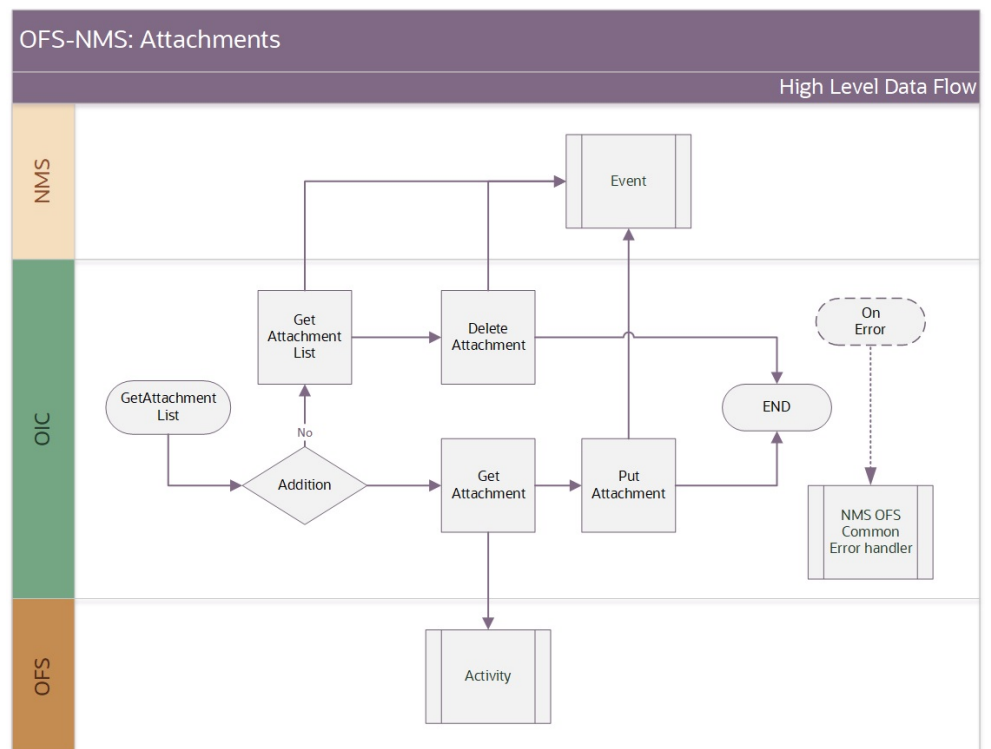 OFS-NMS: Attachments
High Level Data Flow
NMS
Event
OIC
Get
Attachment
List
Delete
Attachment
On
Error
GetAttachment
List
END
No
Addition
Get
Attachment
Put
Attachment
NMS OFS
Common
Error handler
OFS
Activity